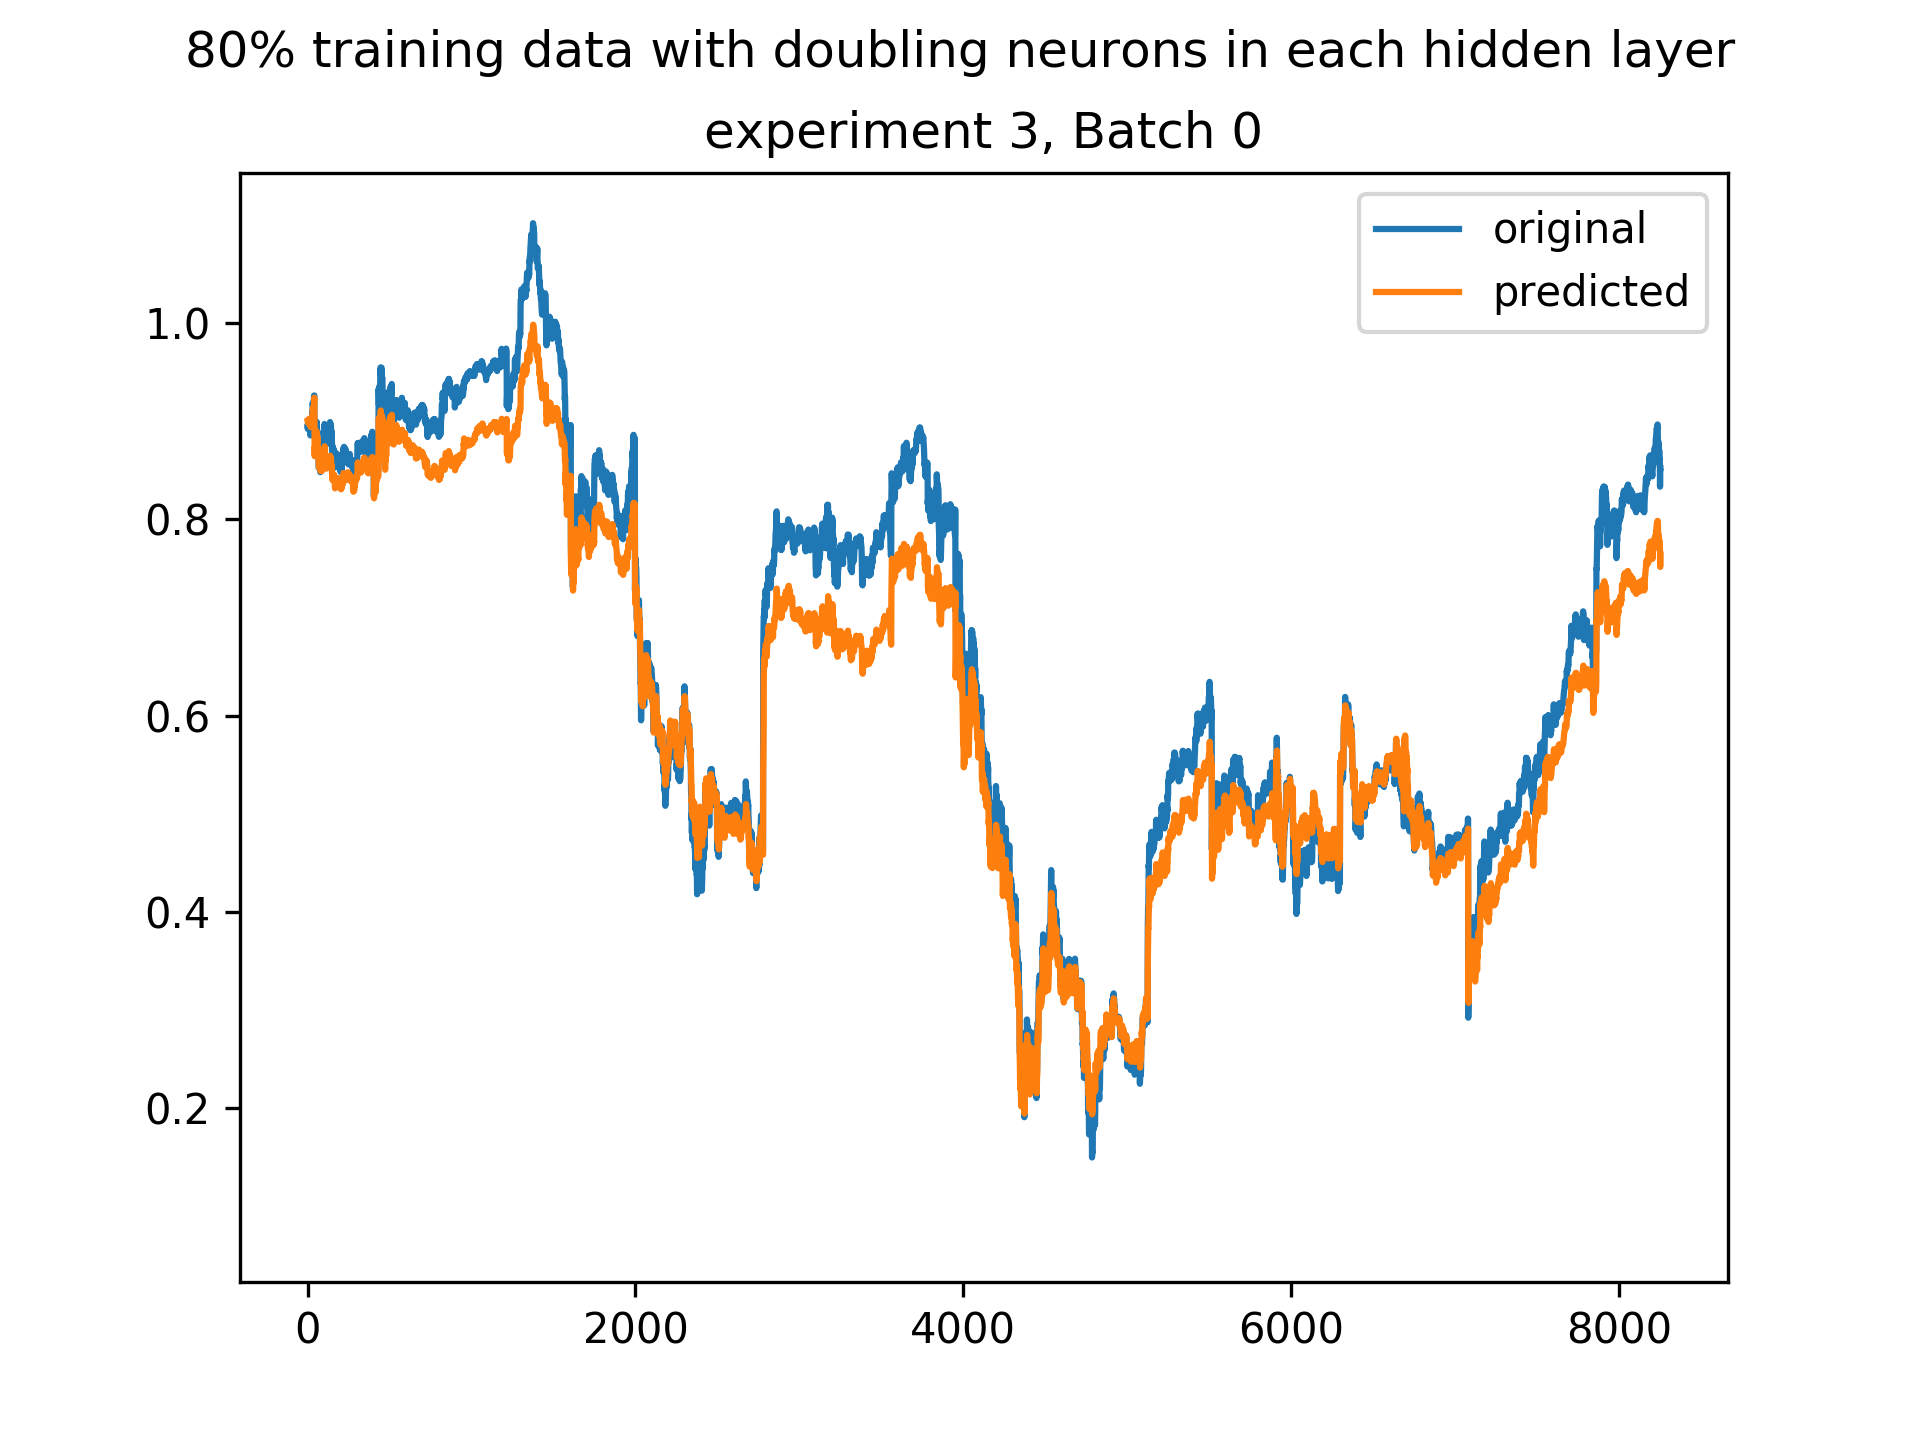 80% training data with doubling neurons in each hidden layer
experiment 3, Batch 0
original
predicted
1.0
0.8
0.6
0.4
0.2
0 2000 4000 6000 8000